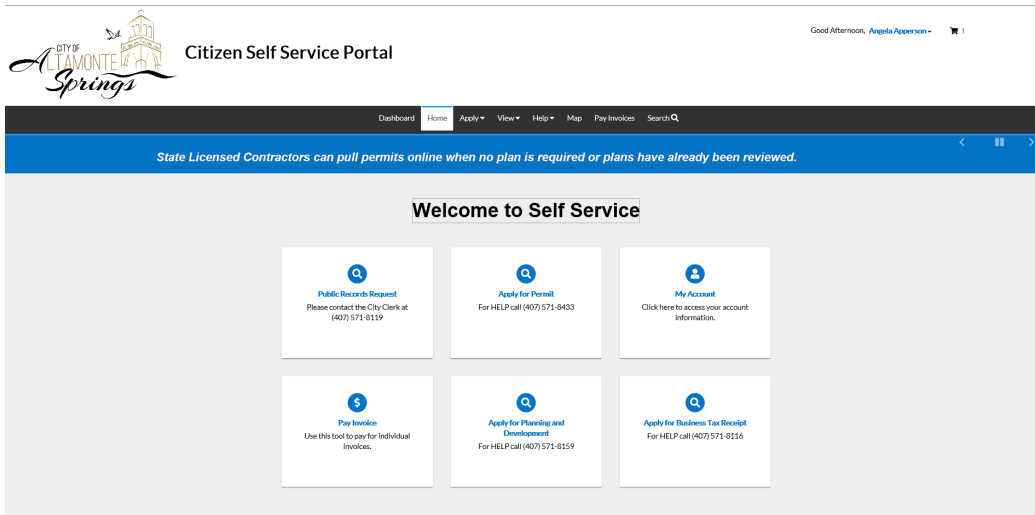 CITY OF
ALTAMONTE
Springs
Citizen Self Service Portal
Good Afternoon, Angela Apperson
1
Dashboard Home Apply View Help Map Pay Invoices Search
State Licensed Contractors can pull permits online when no plan is required or plans have already been reviewed.
Welcome to Self Service
Public Records Request
Please contact the City Clerk at
(407) 571-8119
Apply for Permit
For HELP call (407) 571-8433
My Account
Click here to access your account
information.
Pay Invoice
Use this tool to pay for individual
invoices.
Apply for Planning and
Development
For HELP call (407) 571-8159
Apply for Business Tax Receipt
For HELP call (407) 571-8116